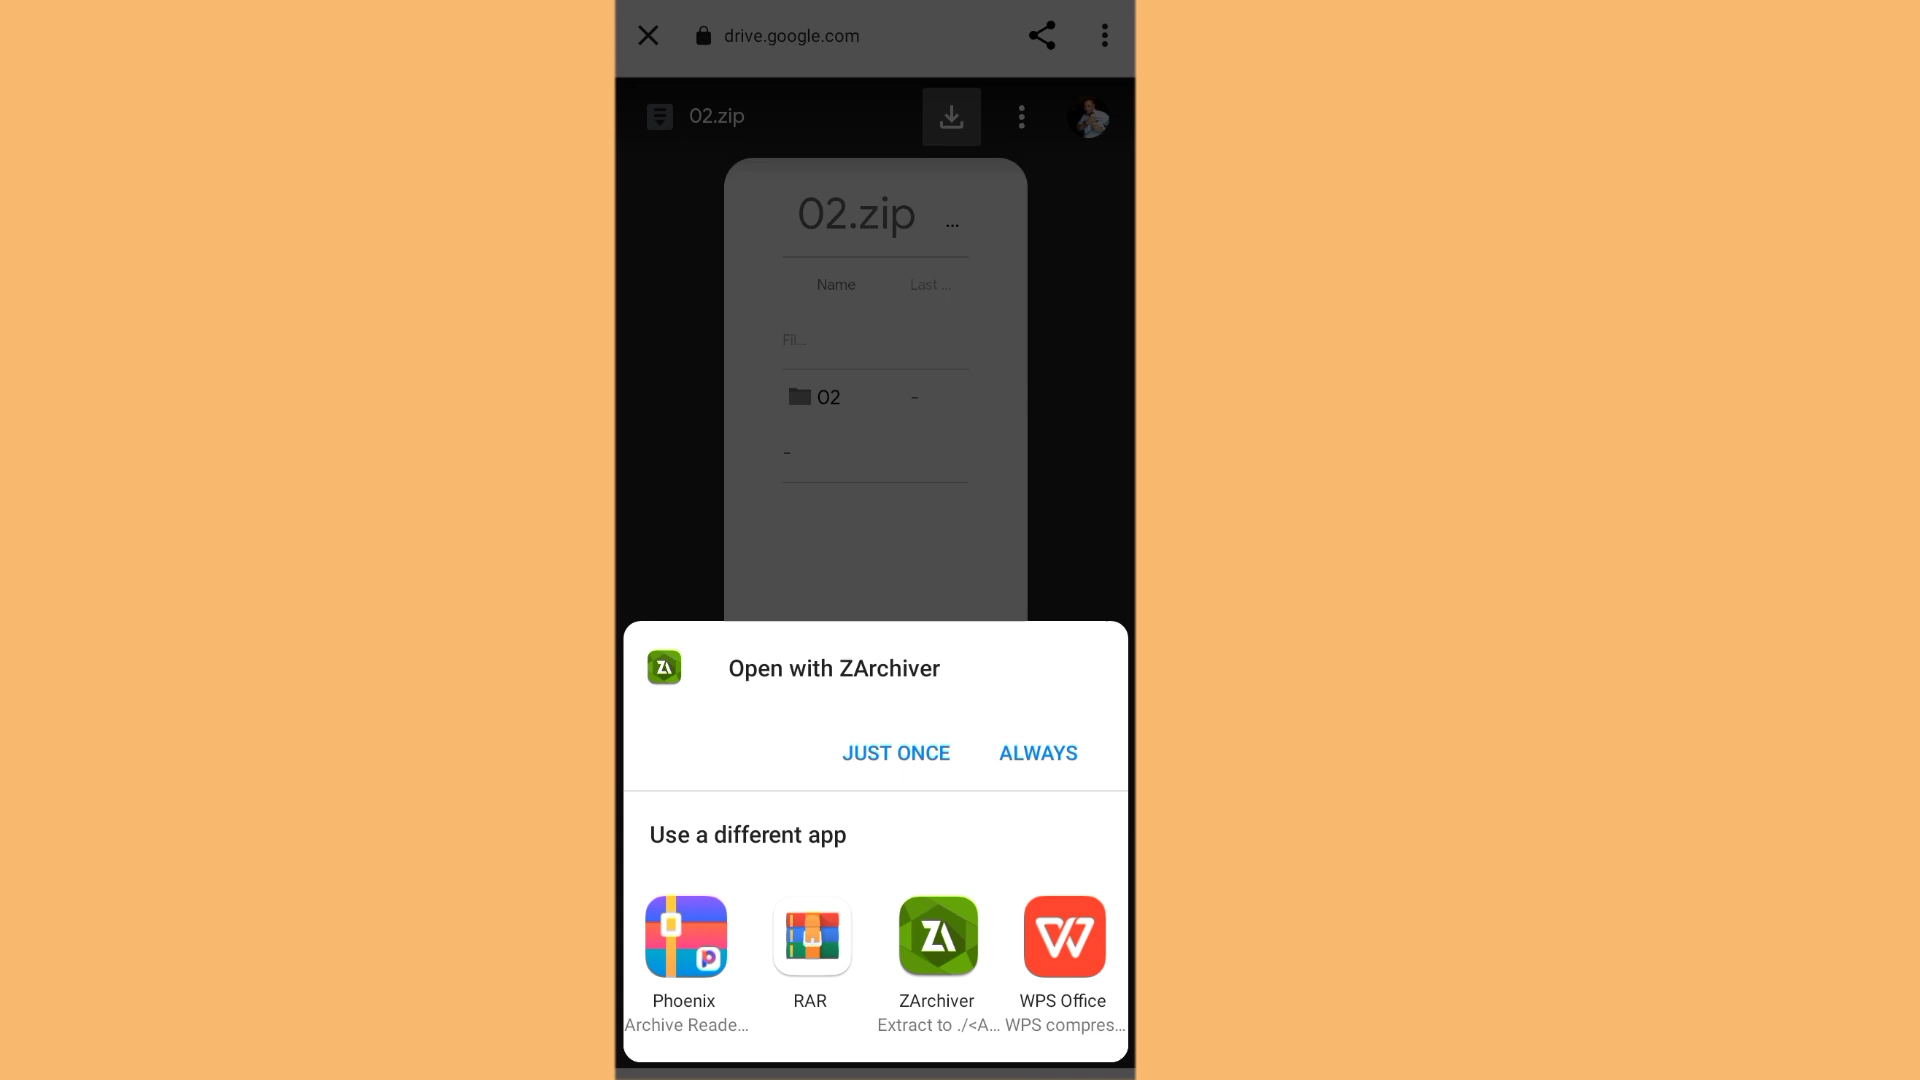 drive.google.com
02.zip
02.zip ...
Name Last ...
Fil...
02 -
-
Open with ZArchiver
JUST ONCE ALWAYS
Use a different app
Phoenix RAR ZArchiver WPS Office
Archive Reade... Extract to ./<A... WPS compres...